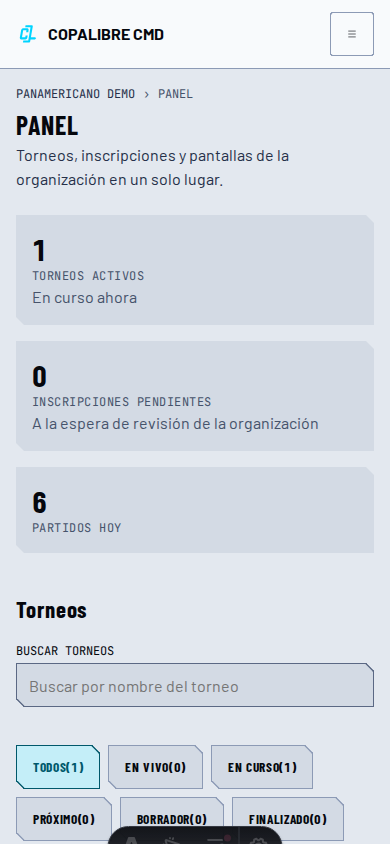 COPALIBRE CMD
PANAMERICANO DEMO › PANEL
PANEL
Torneos, inscripciones y pantallas de la
organización en un solo lugar.
1
TORNEOS ACTIVOS
En curso ahora
0
INSCRIPCIONES PENDIENTES
A la espera de revisión de la organización
6
PARTIDOS HOY
Torneos
BUSCAR TORNEOS
Buscar por nombre del torneo
TODOS(1) EN VIVO(0) EN CURSO(1)
PRÓXIMO(0) BORRADOR(0) FINALIZADO(0)